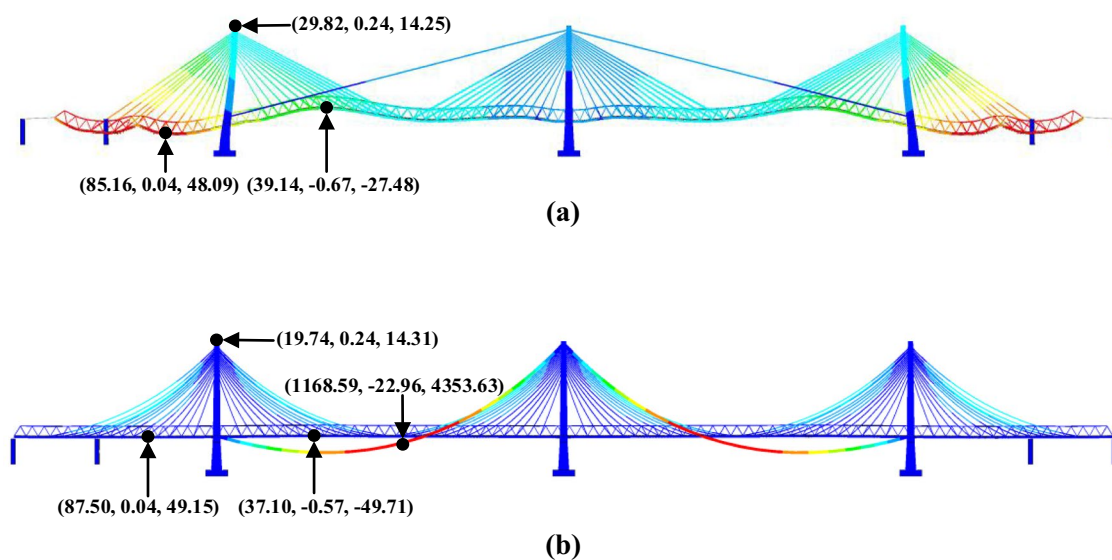 (29.82, 0.24, 14.25)
(85.16, 0.04, 48.09) (39.14, -0.67, -27.48)
(a)
(19.74, 0.24, 14.31)
(1168.59, -22.96, 4353.63)
(87.50, 0.04, 49.15) (37.10, -0.57, -49.71)
(b)